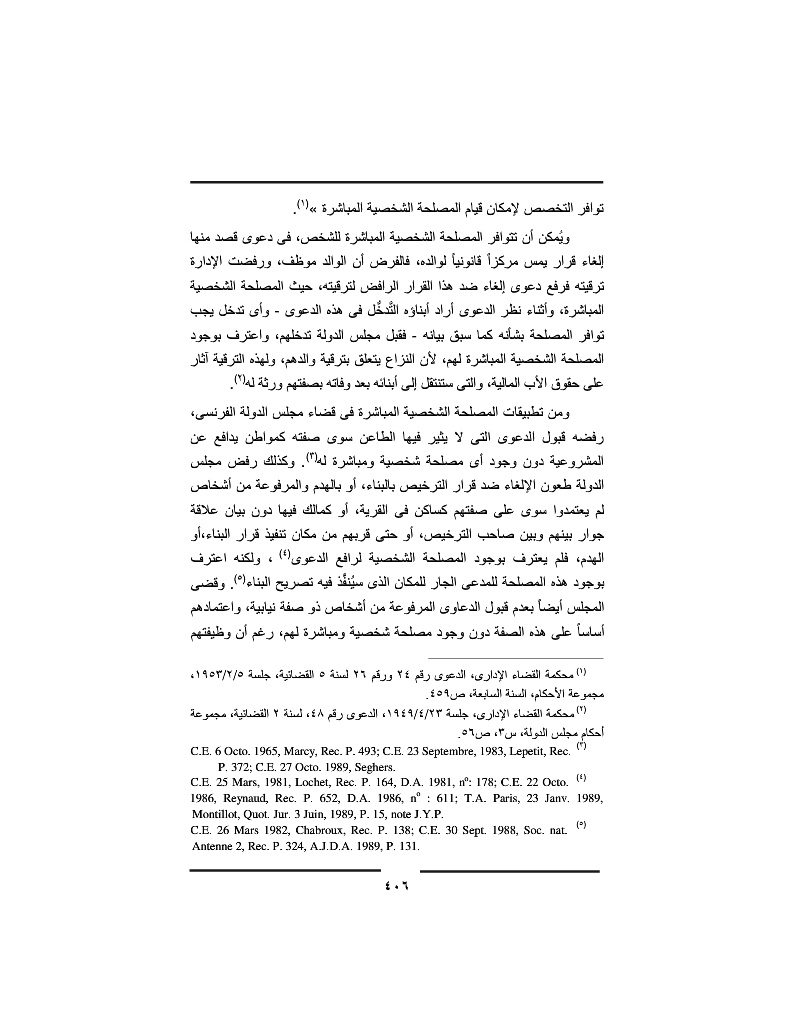 توافر التخصص لإمكان قيام المصلحة الشخصية المباشرة »(١).
ويُمكن أن تتوافر المصلحة الشخصية المباشرة للشخص، فى دعوى قصد منها
إلغاء قرار يمس مركزاً قانونياً لوالده، فالفرض أن الوالد موظف، ورفضت الإدارة
ترقيته فرفع دعوى إلغاء ضد هذا القرار الرافض لترقيته، حيث المصلحة الشخصية
المباشرة، وأثناء نظر الدعوى أراد أبناؤه التَّدخُّل فى هذه الدعوى - وأى تدخل يجب
توافر المصلحة بشأنه كما سبق بيانه - فقبل مجلس الدولة تدخلهم، واعترف بوجود
المصلحة الشخصية المباشرة لهم، لأن النزاع يتعلق بترقية والدهم، ولهذه الترقية آثار
على حقوق الأب المالية، والتى ستنتقل إلى أبنائه بعد وفاته بصفتهم ورثة له(٢).
ومن تطبيقات المصلحة الشخصية المباشرة فى قضاء مجلس الدولة الفرنسى،
رفضه قبول الدعوى التى لا يثير فيها الطاعن سوى صفته كمواطن يدافع عن
المشروعية دون وجود أى مصلحة شخصية ومباشرة له(٣). وكذلك رفض مجلس
الدولة طعون الإلغاء ضد قرار الترخيص بالبناء، أو بالهدم والمرفوعة من أشخاص
لم يعتمدوا سوى على صفتهم كساكن فى القرية، أو كمالك فيها دون بيان علاقة
جوار بينهم وبين صاحب الترخيص، أو حتى قربهم من مكان تنفيذ قرار البناء،أو
الهدم، فلم يعترف بوجود المصلحة الشخصية لرافع الدعوى(٤) ، ولكنه اعترف
بوجود هذه المصلحة للمدعى الجار للمكان الذى سيُنفَّذ فيه تصريح البناء(٥). وقضى
المجلس أيضاً بعدم قبول الدعاوى المرفوعة من أشخاص ذو صفة نيابية، واعتمادهم
أساساً على هذه الصفة دون وجود مصلحة شخصية ومباشرة لهم، رغم أن وظيفتهم
(١) محكمة القضاء الإدارى، الدعوى رقم ٢٤ ورقم ٢٦ لسنة ٥ القضائية، جلسة ١٩٥٣/٢/٥،
مجموعة الأحكام، السنة السابعة، ص٤٥٩.
(٢) محكمة القضاء الإدارى، جلسة ١٩٤٩/٤/٢٣، الدعوى رقم ٤٨، لسنة ٢ القضائية، مجموعة
أحكام مجلس الدولة، س٣، ص٥٦.
C.E. 6 Octo. 1965, Marcy, Rec. P. 493; C.E. 23 Septembre, 1983, Lepetit, Rec. (٣)
P. 372; C.E. 27 Octo. 1989, Seghers.
C.E. 25 Mars, 1981, Lochet, Rec. P. 164, D.A. 1981, nº: 178; C.E. 22 Octo. (٤)
1986, Reynaud, Rec. P. 652, D.A. 1986, nº : 611; T.A. Paris, 23 Janv. 1989,
Montillot, Quot. Jur. 3 Juin, 1989, P. 15, note J.Y.P.
C.E. 26 Mars 1982, Chabroux, Rec. P. 138; C.E. 30 Sept. 1988, Soc. nat. (٥)
Antenne 2, Rec. P. 324, A.J.D.A. 1989, P. 131.
٤٠٦